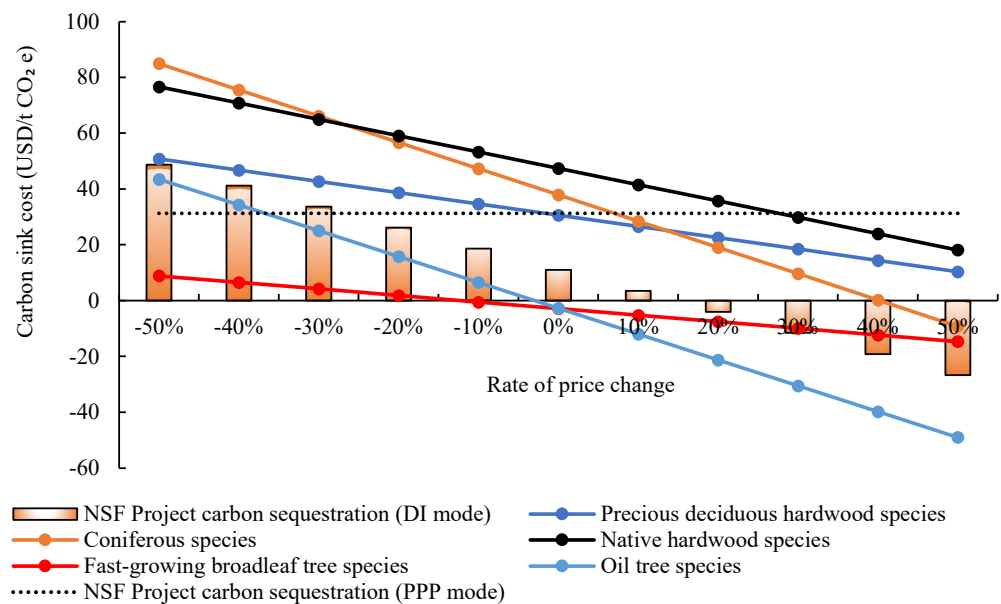 Carbon sink cost (USD/t CO₂ e)
100
80
60
40
20
0
-20
-40
-60
-50%
-40%
-30%
-20%
-10%
0%
10%
20%
30%
40%
50%
Rate of price change
NSF Project carbon sequestration (DI mode)
Precious deciduous hardwood species
Coniferous species
Native hardwood species
Fast-growing broadleaf tree species
Oil tree species
NSF Project carbon sequestration (PPP mode)